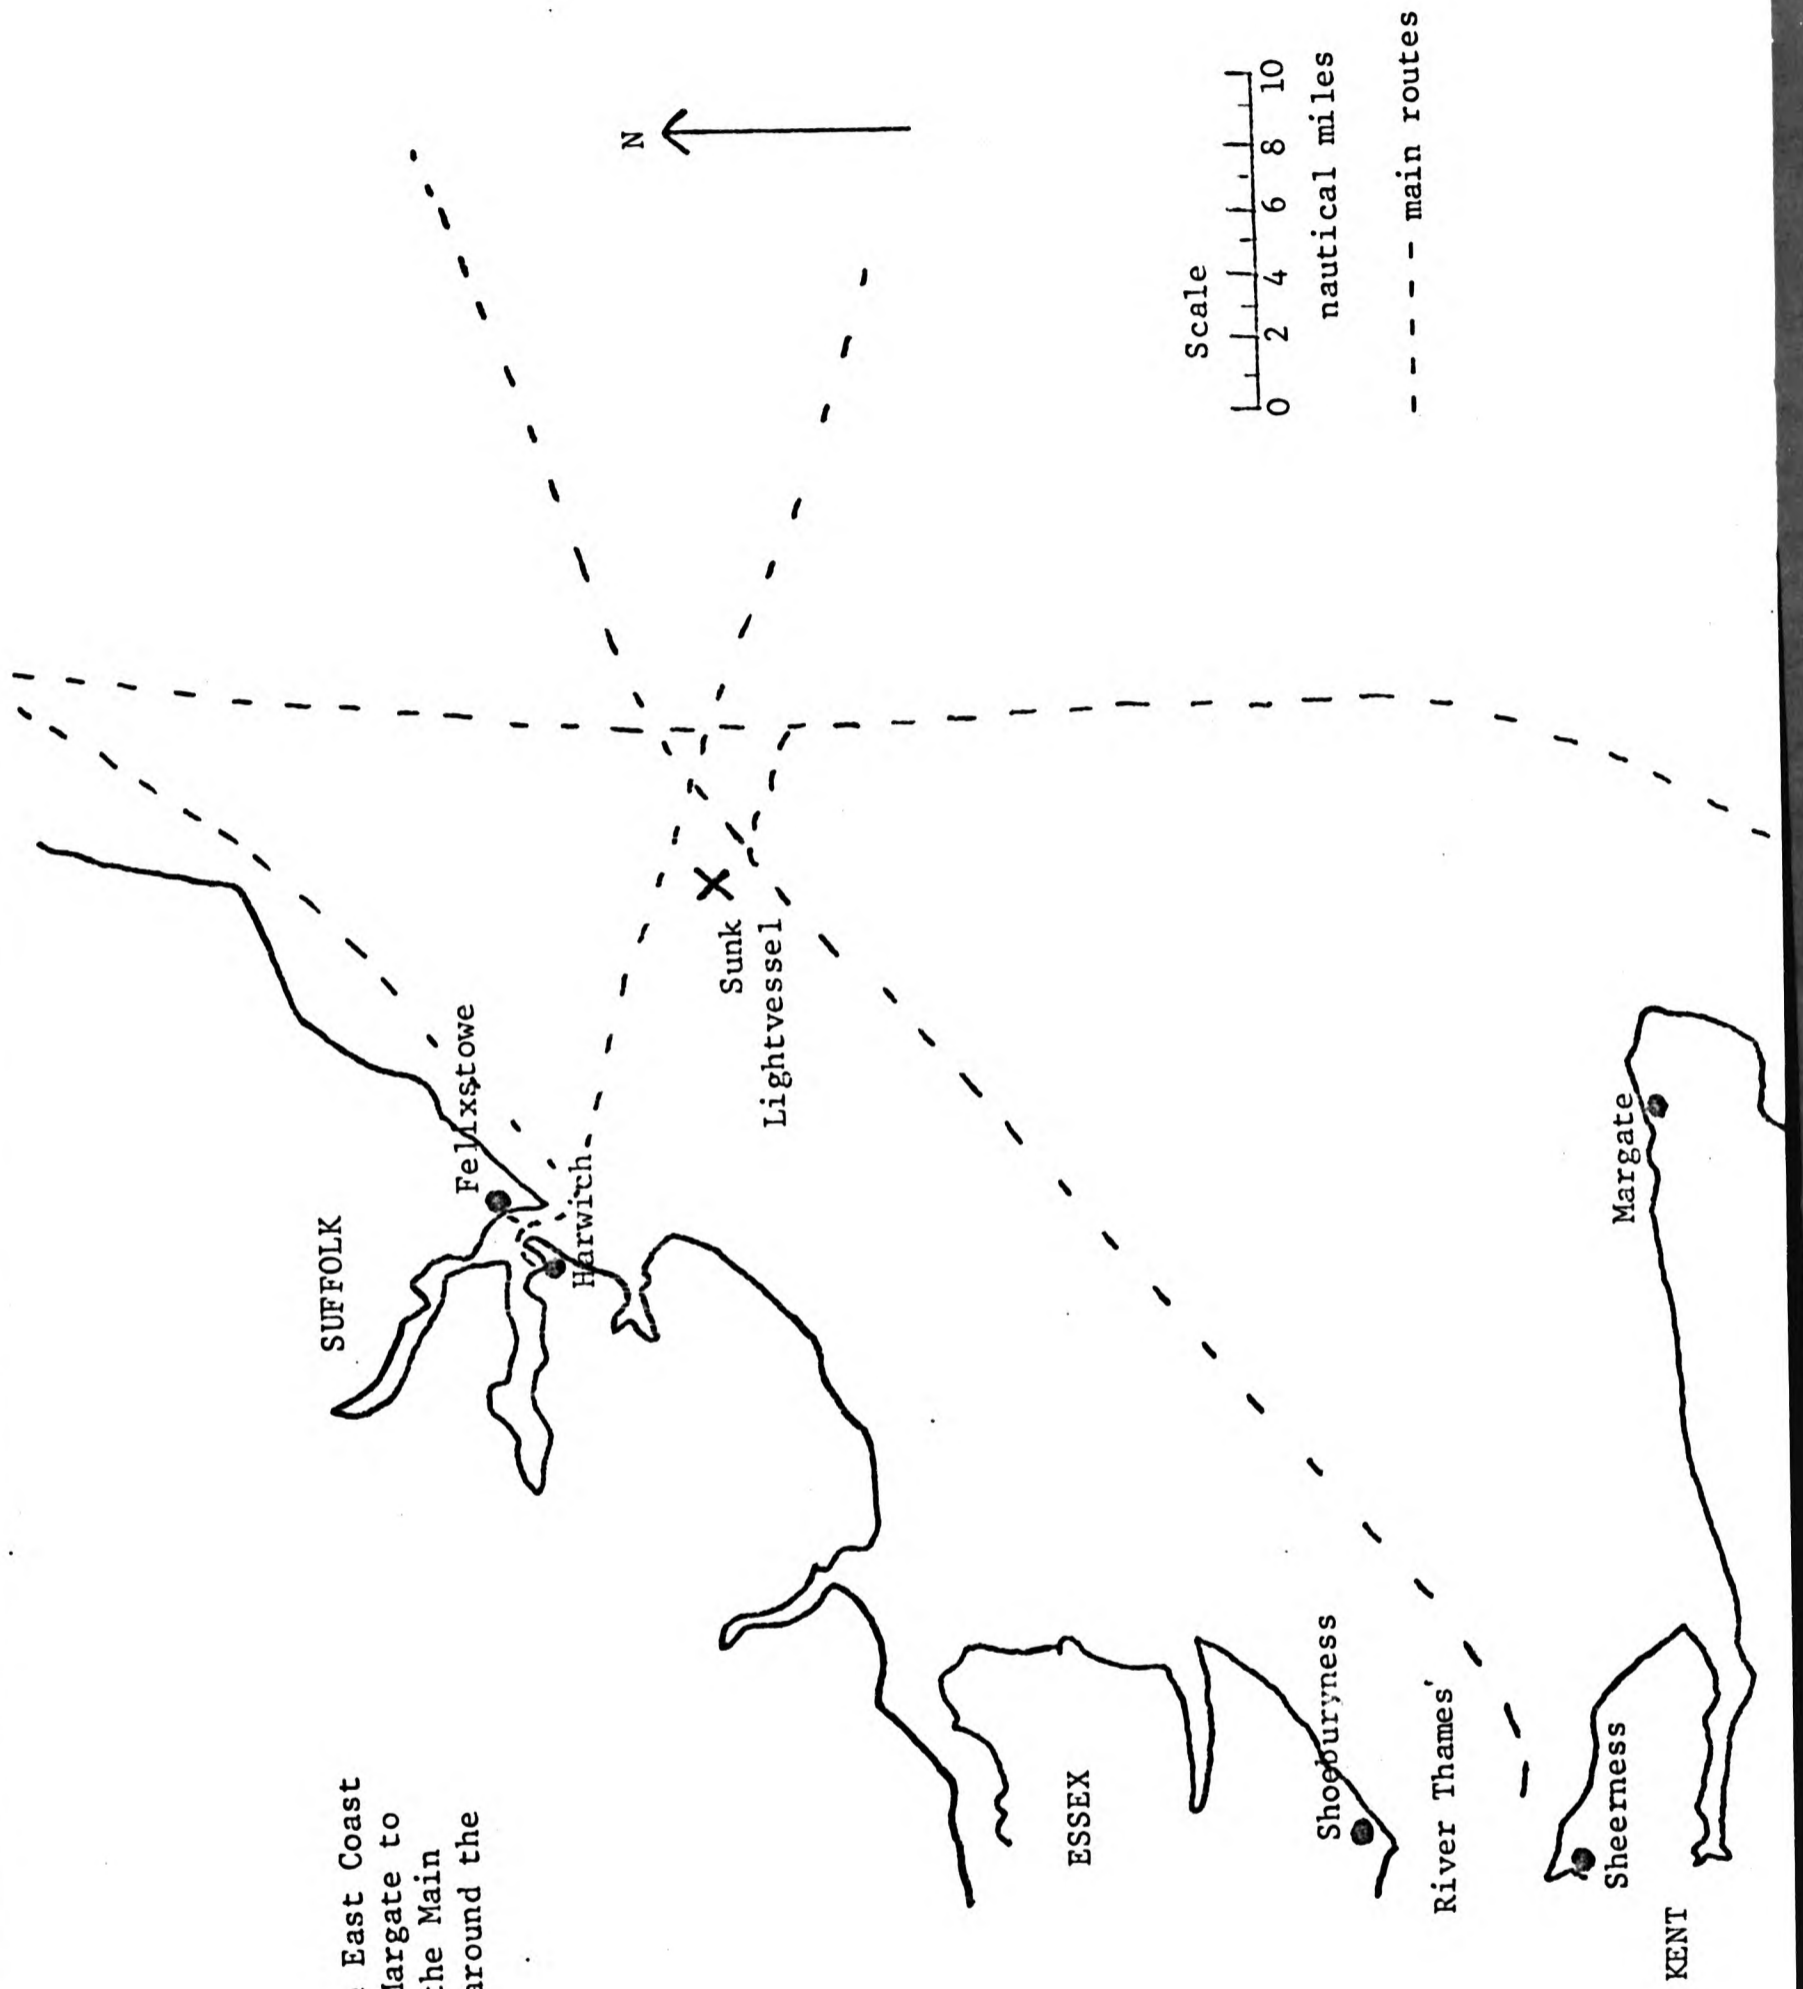 East Coast
Margate to
the Main
around the
SUFFOLK
Felixstowe
Harwich
Sunk
Lightvessel
N
ESSEX
Shoeburyness
River Thames'
Sheerness
KENT
Margate
Scale
0 2 4 6 8 10
nautical miles
main routes